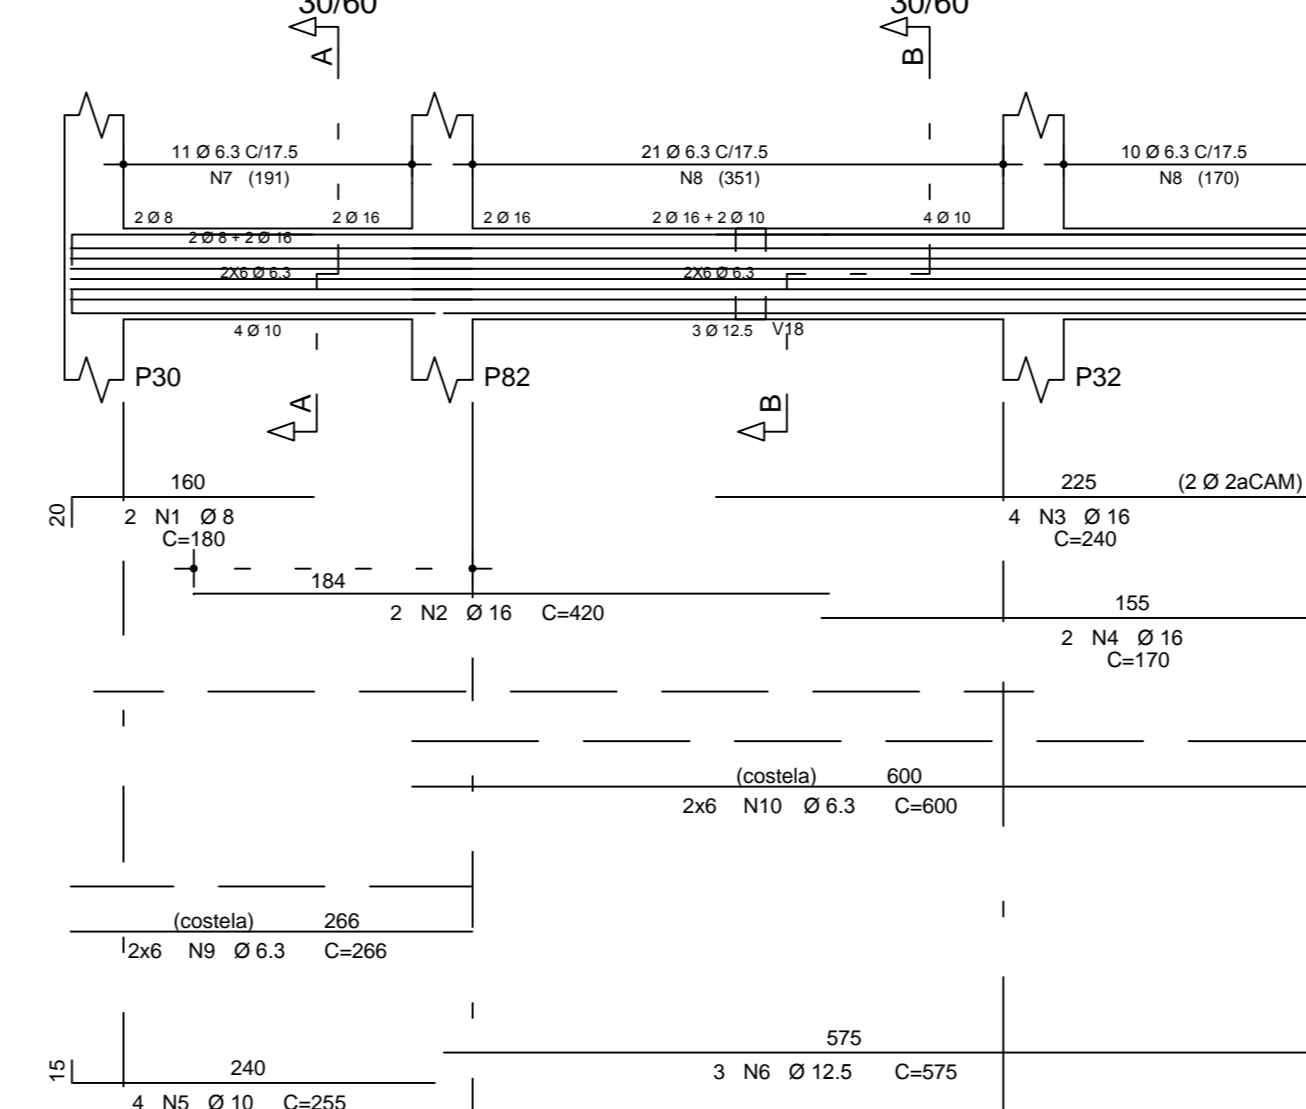 30/60 30/60
A B
11 Ø 6.3 C/17.5 21 Ø 6.3 C/17.5 10 Ø 6.3 C/17.5
N7 (191) N8 (351) N8 (170)
2 Ø 8 2 Ø 16 2 Ø 16 2 Ø 16 + 2 Ø 10 4 Ø 10
2 Ø 8 + 2 Ø 16
2X6 Ø 6.3 2X6 Ø 6.3
4 Ø 10 3 Ø 12.5 V18
P30 P82 P32
A B
160 225 (2 Ø 2aCAM)
20
2 N1 Ø 8 4 N3 Ø 16
C=180 C=240
184
2 N2 Ø 16 C=420
155
2 N4 Ø 16
C=170
(costela) 600
2x6 N10 Ø 6.3 C=600
(costela) 266
2x6 N9 Ø 6.3 C=266
575
3 N6 Ø 12.5 C=575
15
240
4 N5 Ø 10 C=255